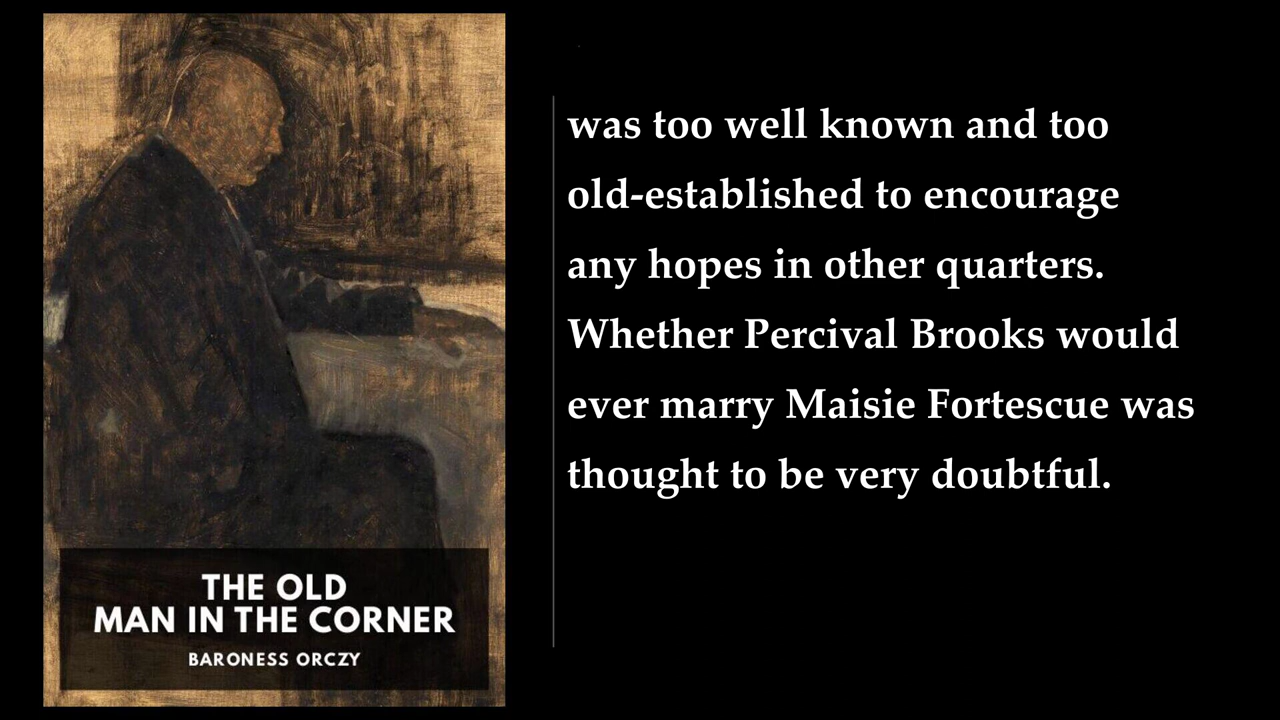 was too well known and too
old-established to encourage
any hopes in other quarters.
Whether Percival Brooks would
ever marry Maisie Fortescue was
thought to be very doubtful.
THE OLD
MAN IN THE CORNER
BARONESS ORCZY